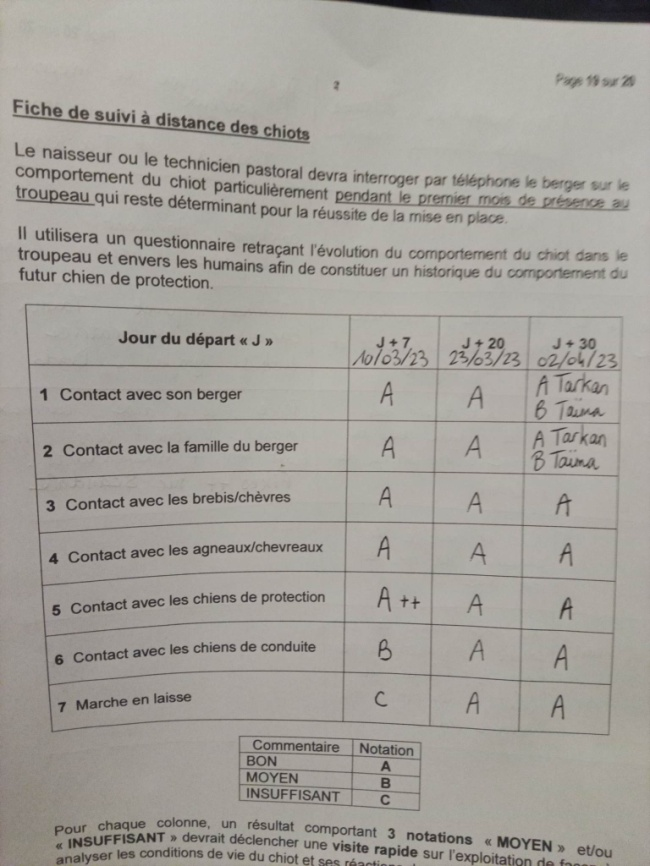 Page 19 sur 29
2
Fiche de suivi à distance des chiots
Le naisseur ou le technicien pastoral devra interroger par téléphone le berger sur le
comportement du chiot particulièrement pendant le premier mois de présence au
troupeau qui reste déterminant pour la réussite de la mise en place.
Il utilisera un questionnaire retraçant l'évolution du comportement du chiot dans le
troupeau et envers les humains afin de constituer un historique du comportement du
futur chien de protection.
Jour du départ « J » J + 7 J + 20 J + 30
10/03/23 23/03/23 02/04/23
1 Contact avec son berger A A A Tarkan
B Taïma
2 Contact avec la famille du berger A A A Tarkan
B Taïma
3 Contact avec les brebis/chèvres A A A
4 Contact avec les agneaux/chevreaux A A A
5 Contact avec les chiens de protection A ++ A A
6 Contact avec les chiens de conduite B A A
7 Marche en laisse C A A
Commentaire Notation
BON A
MOYEN B
INSUFFISANT C
Pour chaque colonne, un résultat comportant 3 notations « MOYEN » et/ou
« INSUFFISANT » devrait déclencher une visite rapide sur l'exploitation de
analyser les conditions de vie du chiot et ses